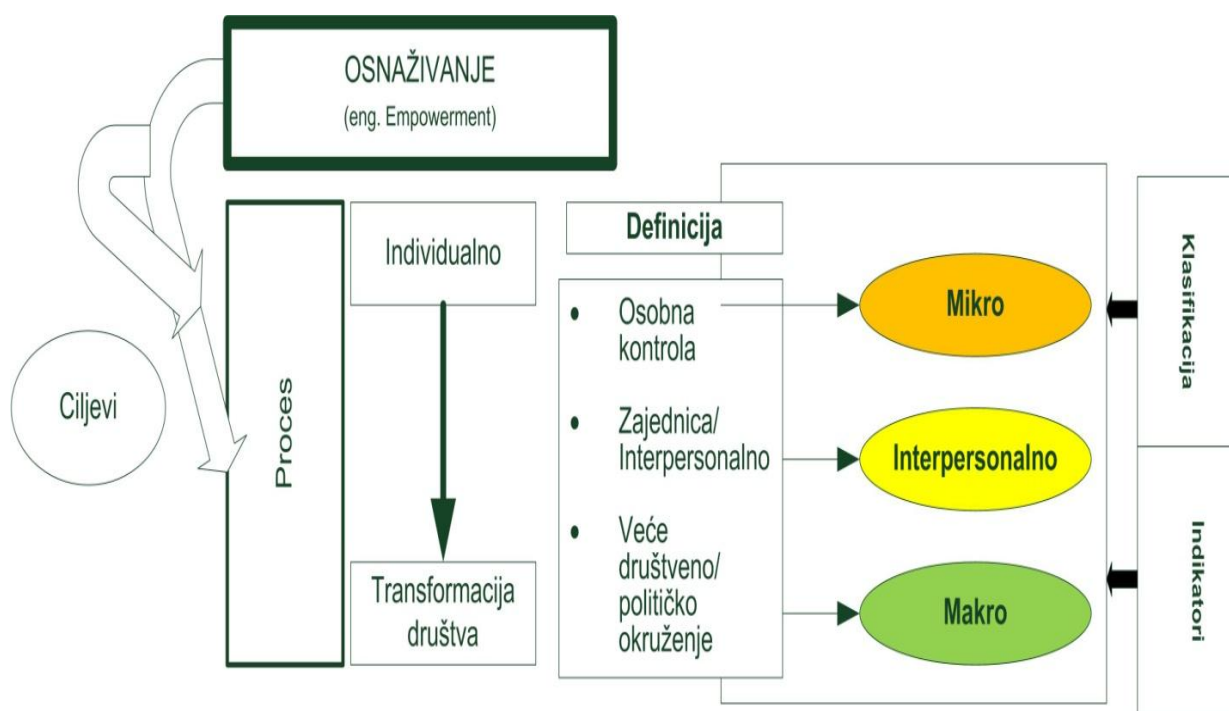 OSNAŽIVANJE
(eng. Empowerment)
Ciljevi
Proces
Individualno
Transformacija
društva
Definicija
• Osobna
kontrola
• Zajednica/
Interpersonalno
• Veće
društveno/
političko
okruženje
Mikro
Interpersonalno
Makro
Klasifikacija
Indikatori